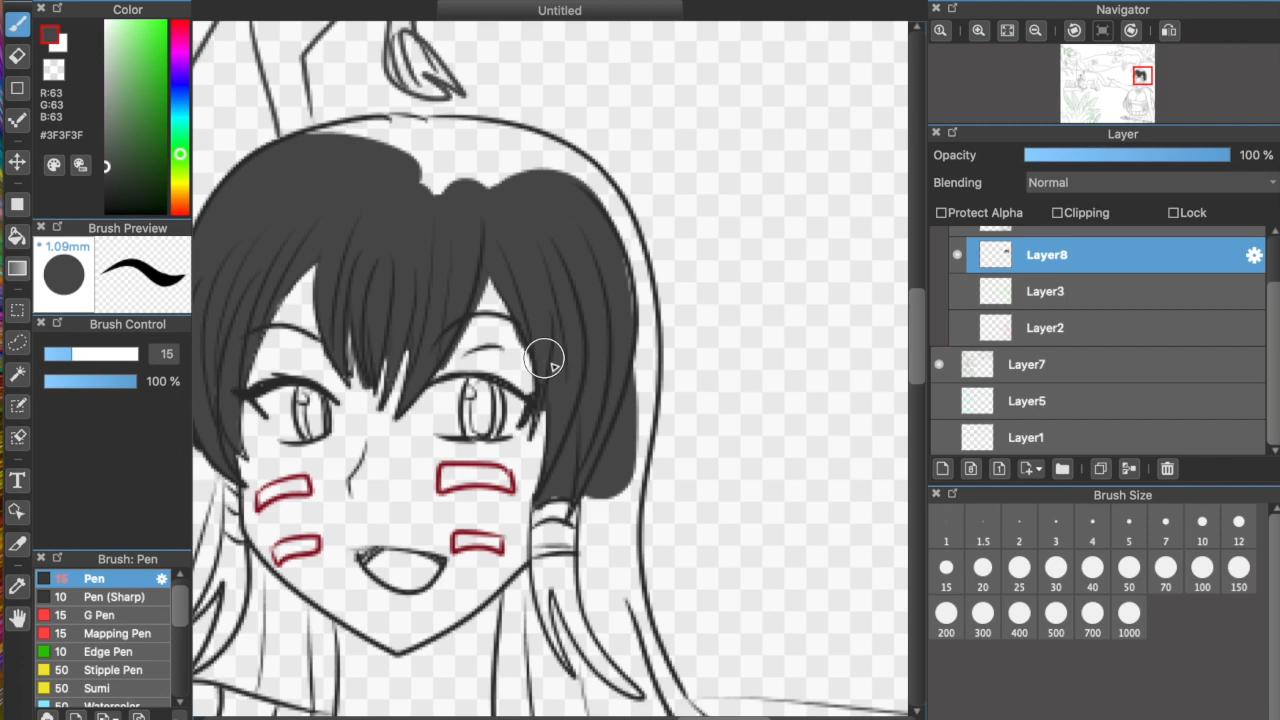 Color
R:63
G:63
B:63
#3F3F3F
Brush Preview
* 1.09mm
Brush Control
15
100 %
Brush: Pen
15 Pen
10 Pen (Sharp)
15 G Pen
15 Mapping Pen
10 Edge Pen
50 Stipple Pen
50 Sumi
50 Watercolor
Untitled
Navigator
Layer
Opacity 100 %
Blending Normal
Protect Alpha Clipping Lock
Layer8
Layer3
Layer2
Layer7
Layer5
Layer1
Brush Size
1 1.5 2 3 4 5 7 10 12
15 20 25 30 40 50 70 100 150
200 300 400 500 700 1000